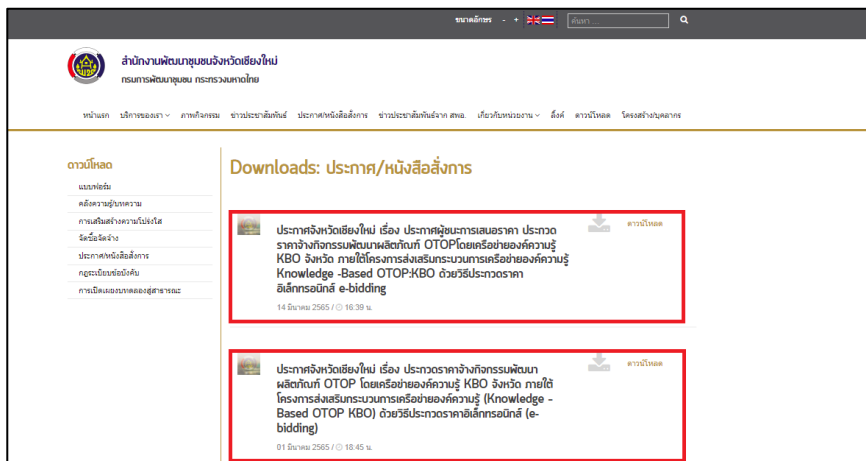 ขนาดอักษร - +
ค้นหา ...
สำนักงานพัฒนาชุมชนจังหวัดเชียงใหม่
กรมการพัฒนาชุมชน กระทรวงมหาดไทย
หน้าแรก บริการของเรา ภาพกิจกรรม ข่าวประชาสัมพันธ์ ประกาศ/หนังสือสั่งการ ข่าวประชาสัมพันธ์จาก สพอ. เกี่ยวกับหน่วยงาน ลิ้งค์ ดาวน์โหลด โครงสร้าง/บุคลากร
ดาวน์โหลด
แบบฟอร์ม
คลังความรู้/บทความ
การเสริมสร้างความโปร่งใส
จัดซื้อจัดจ้าง
ประกาศ/หนังสือสั่งการ
กฎระเบียบข้อบังคับ
การเปิดเผยงบทดลองสู่สาธารณะ
Downloads: ประกาศ/หนังสือสั่งการ
ประกาศจังหวัดเชียงใหม่ เรื่อง ประกาศผู้ชนะการเสนอราคา ประกวด
ราคาจ้างกิจกรรมพัฒนาผลิตภัณฑ์ OTOPโดยเครือข่ายองค์ความรู้
KBO จังหวัด ภายใต้โครงการส่งเสริมกระบวนการเครือข่ายองค์ความรู้
Knowledge -Based OTOP:KBO ด้วยวิธีประกวดราคา
อิเล็กทรอนิกส์ e-bidding
14 มีนาคม 2565 / 16:39 น.
ดาวน์โหลด
ประกาศจังหวัดเชียงใหม่ เรื่อง ประกวดราคาจ้างกิจกรรมพัฒนา
ผลิตภัณฑ์ OTOP โดยเครือข่ายองค์ความรู้ KBO จังหวัด ภายใต้
โครงการส่งเสริมกระบวนการเครือข่ายองค์ความรู้ (Knowledge -
Based OTOP KBO) ด้วยวิธีประกวดราคาอิเล็กทรอนิกส์ (e-
bidding)
01 มีนาคม 2565 / 18:45 น.
ดาวน์โหลด